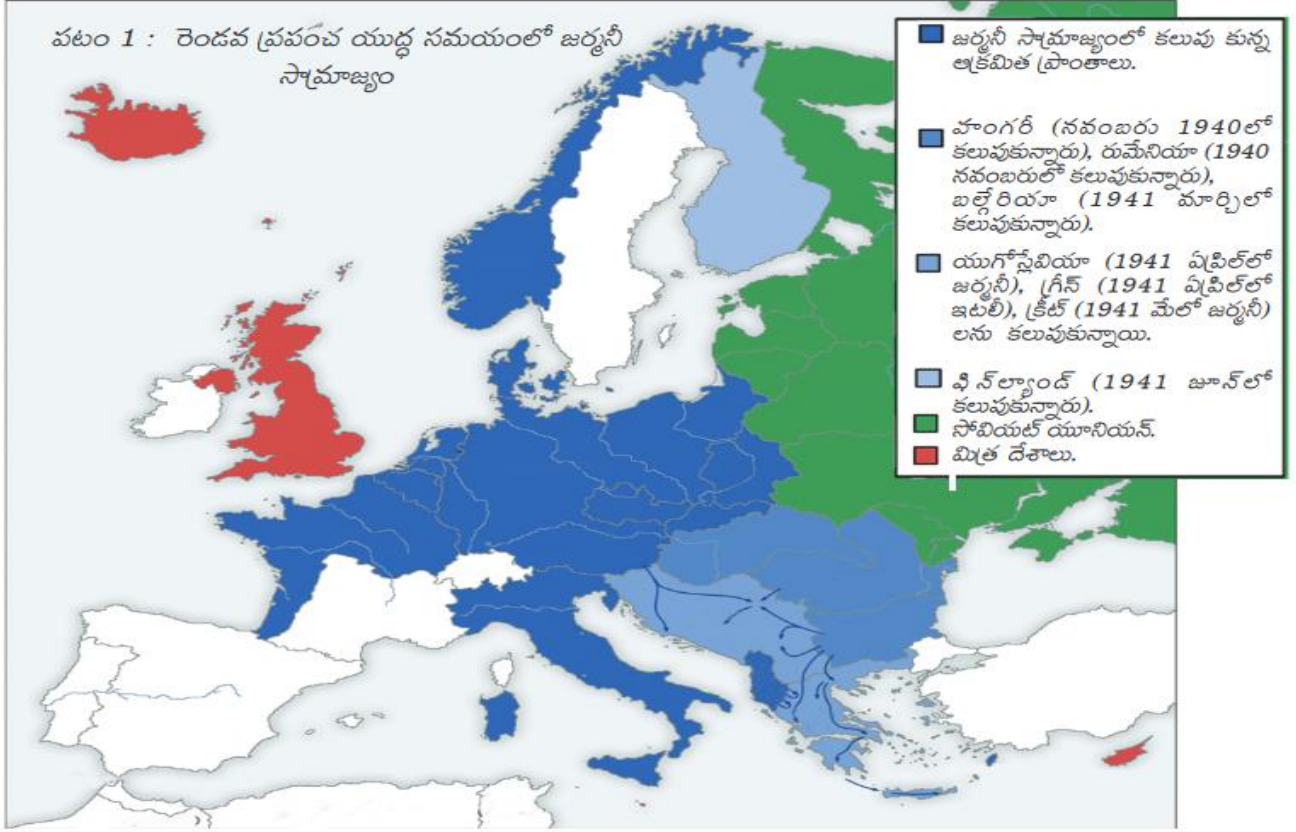 పటం 1 : రెండవ ప్రపంచ యుద్ధ సమయంలో జర్మనీ
సామ్రాజ్యం
జర్మనీ సామ్రాజ్యంలో కలుపు కున్న
ఆక్రమిత ప్రాంతాలు.
హంగరీ (నవంబరు 1940లో
కలుపుకున్నారు), రుమేనియా (1940
నవంబరులో కలుపుకున్నారు),
బల్గేరియా (1941 మార్చిలో
కలుపుకున్నారు).
యుగోస్లేవియా (1941 ఏప్రిల్‌లో
జర్మనీ), గ్రీస్ (1941 ఏప్రిల్‌లో
ఇటలీ), క్రీట్ (1941 మేలో జర్మనీ)
లను కలుపుకున్నాయి.
ఫిన్‌ల్యాండ్ (1941 జూన్‌లో
కలుపుకున్నారు).
సోవియట్ యూనియన్.
మిత్ర దేశాలు.